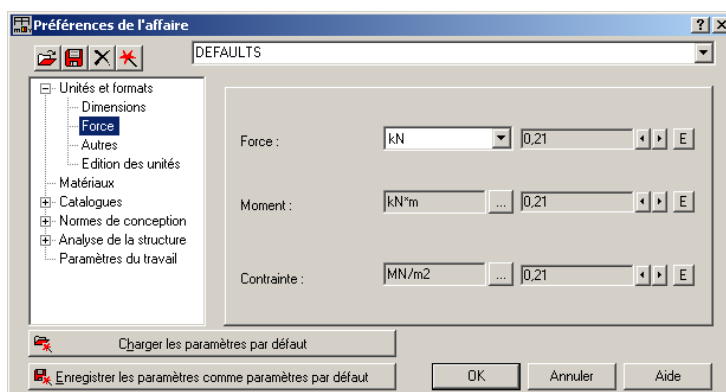 Préférences de l'affaire
DEFAULTS
Unités et formats
Dimensions
Force
Autres
Edition des unités
Matériaux
Catalogues
Normes de conception
Analyse de la structure
Paramètres du travail
Force : kN 0,21 E
Moment : kN*m ... 0,21 E
Contrainte : MN/m2 ... 0,21 E
Charger les paramètres par défaut
Enregistrer les paramètres comme paramètres par défaut
OK Annuler Aide